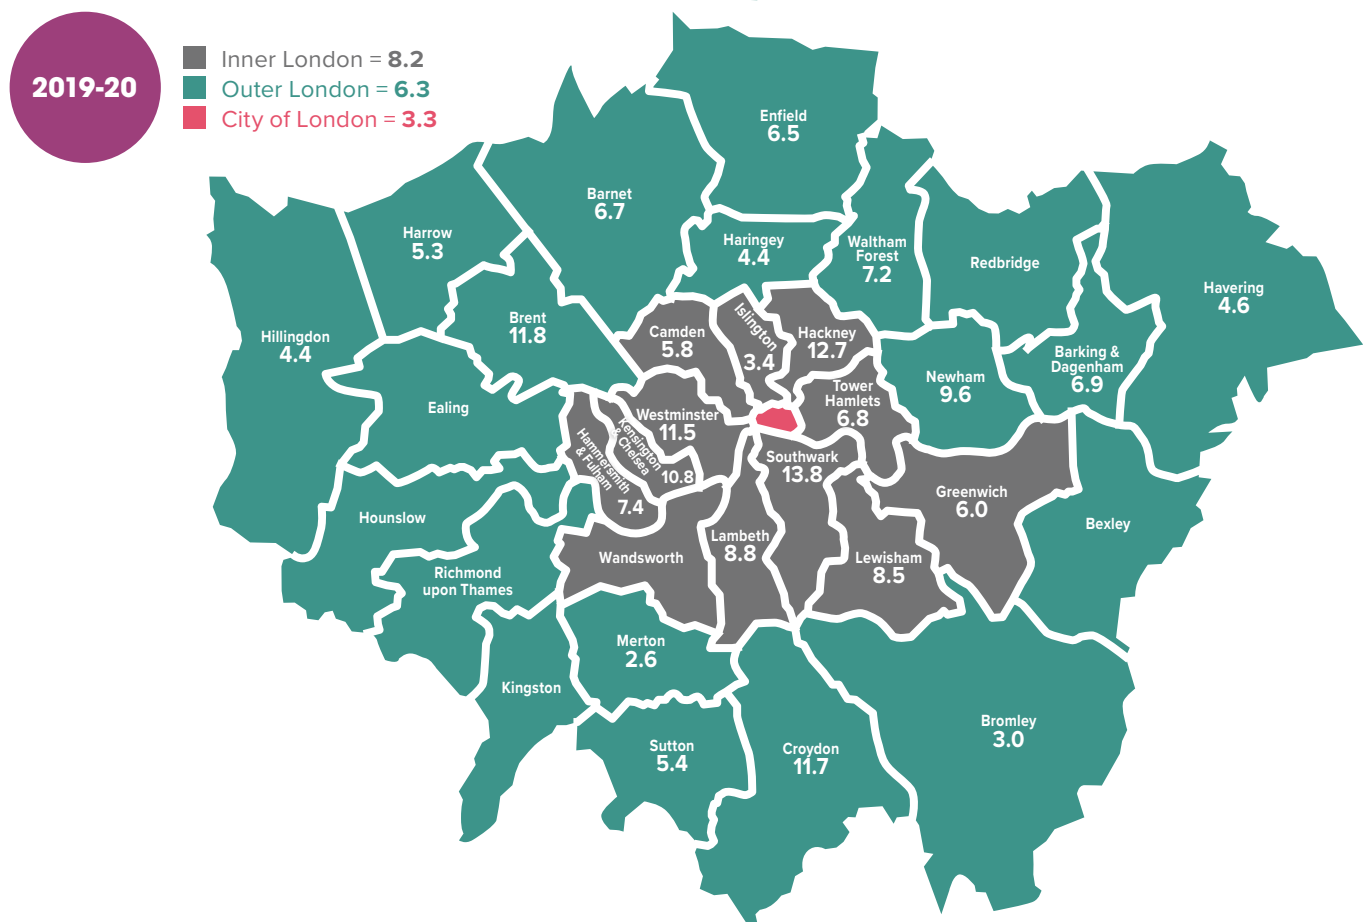 2019-20
Inner London = 8.2
Outer London = 6.3
City of London = 3.3
Enfield
6.5
Barnet
6.7
Harrow
5.3
Haringey
4.4
Waltham
Forest
7.2
Redbridge
Havering
4.6
Hillingdon
4.4
Brent
11.8
Camden
5.8
Islington
3.4
Hackney
12.7
Barking &
Dagenham
6.9
Newham
9.6
Tower
Hamlets
6.8
Ealing
Westminster
11.5
Kensington
& Chelsea
10.8
Hammersmith
& Fulham
7.4
Southwark
13.8
Greenwich
6.0
Hounslow
Bexley
Lambeth
8.8
Wandsworth
Lewisham
8.5
Richmond
upon Thames
Merton
2.6
Kingston
Bromley
3.0
Sutton
5.4
Croydon
11.7